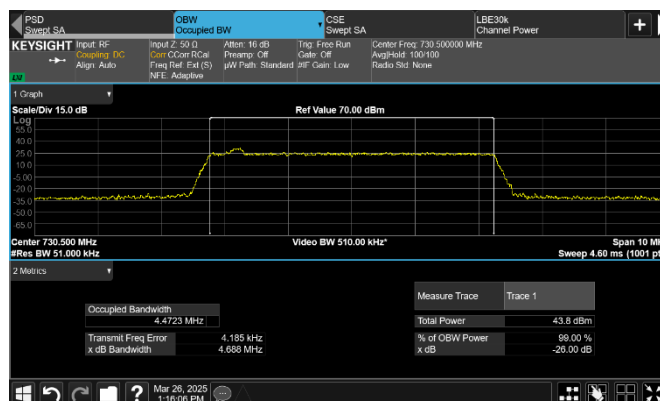 PSD
Swept SA
OBW
Occupied BW
CSE
Swept SA
LBE30k
Channel Power
KEYSIGHT
Input: RF
Coupling: DC
Align: Auto
Input Z: 50 Ω
Corr CCorr RCal
Freq Ref: Ext (S)
NFE: Adaptive
Atten: 16 dB
Preamp: Off
µW Path: Standard
Trig: Free Run
Gate: Off
#IF Gain: Low
Center Freq: 730.500000 MHz
Avg|Hold: 100/100
Radio Std: None
1 Graph
Scale/Div 15.0 dB
Ref Value 70.00 dBm
Log
55.0
40.0
25.0
10.0
-5.00
-20.0
-35.0
-50.0
-65.0
Center 730.500 MHz
Video BW 510.00 kHz*
Span 10 MH
#Res BW 51.000 kHz
Sweep 4.60 ms (1001 pt
2 Metrics
Measure Trace
Trace 1
Occupied Bandwidth
4.4723 MHz
Total Power
43.8 dBm
Transmit Freq Error
4.185 kHz
% of OBW Power
99.00 %
x dB Bandwidth
4.688 MHz
x dB
-26.00 dB
Mar 26, 2025
1:16:06 PM